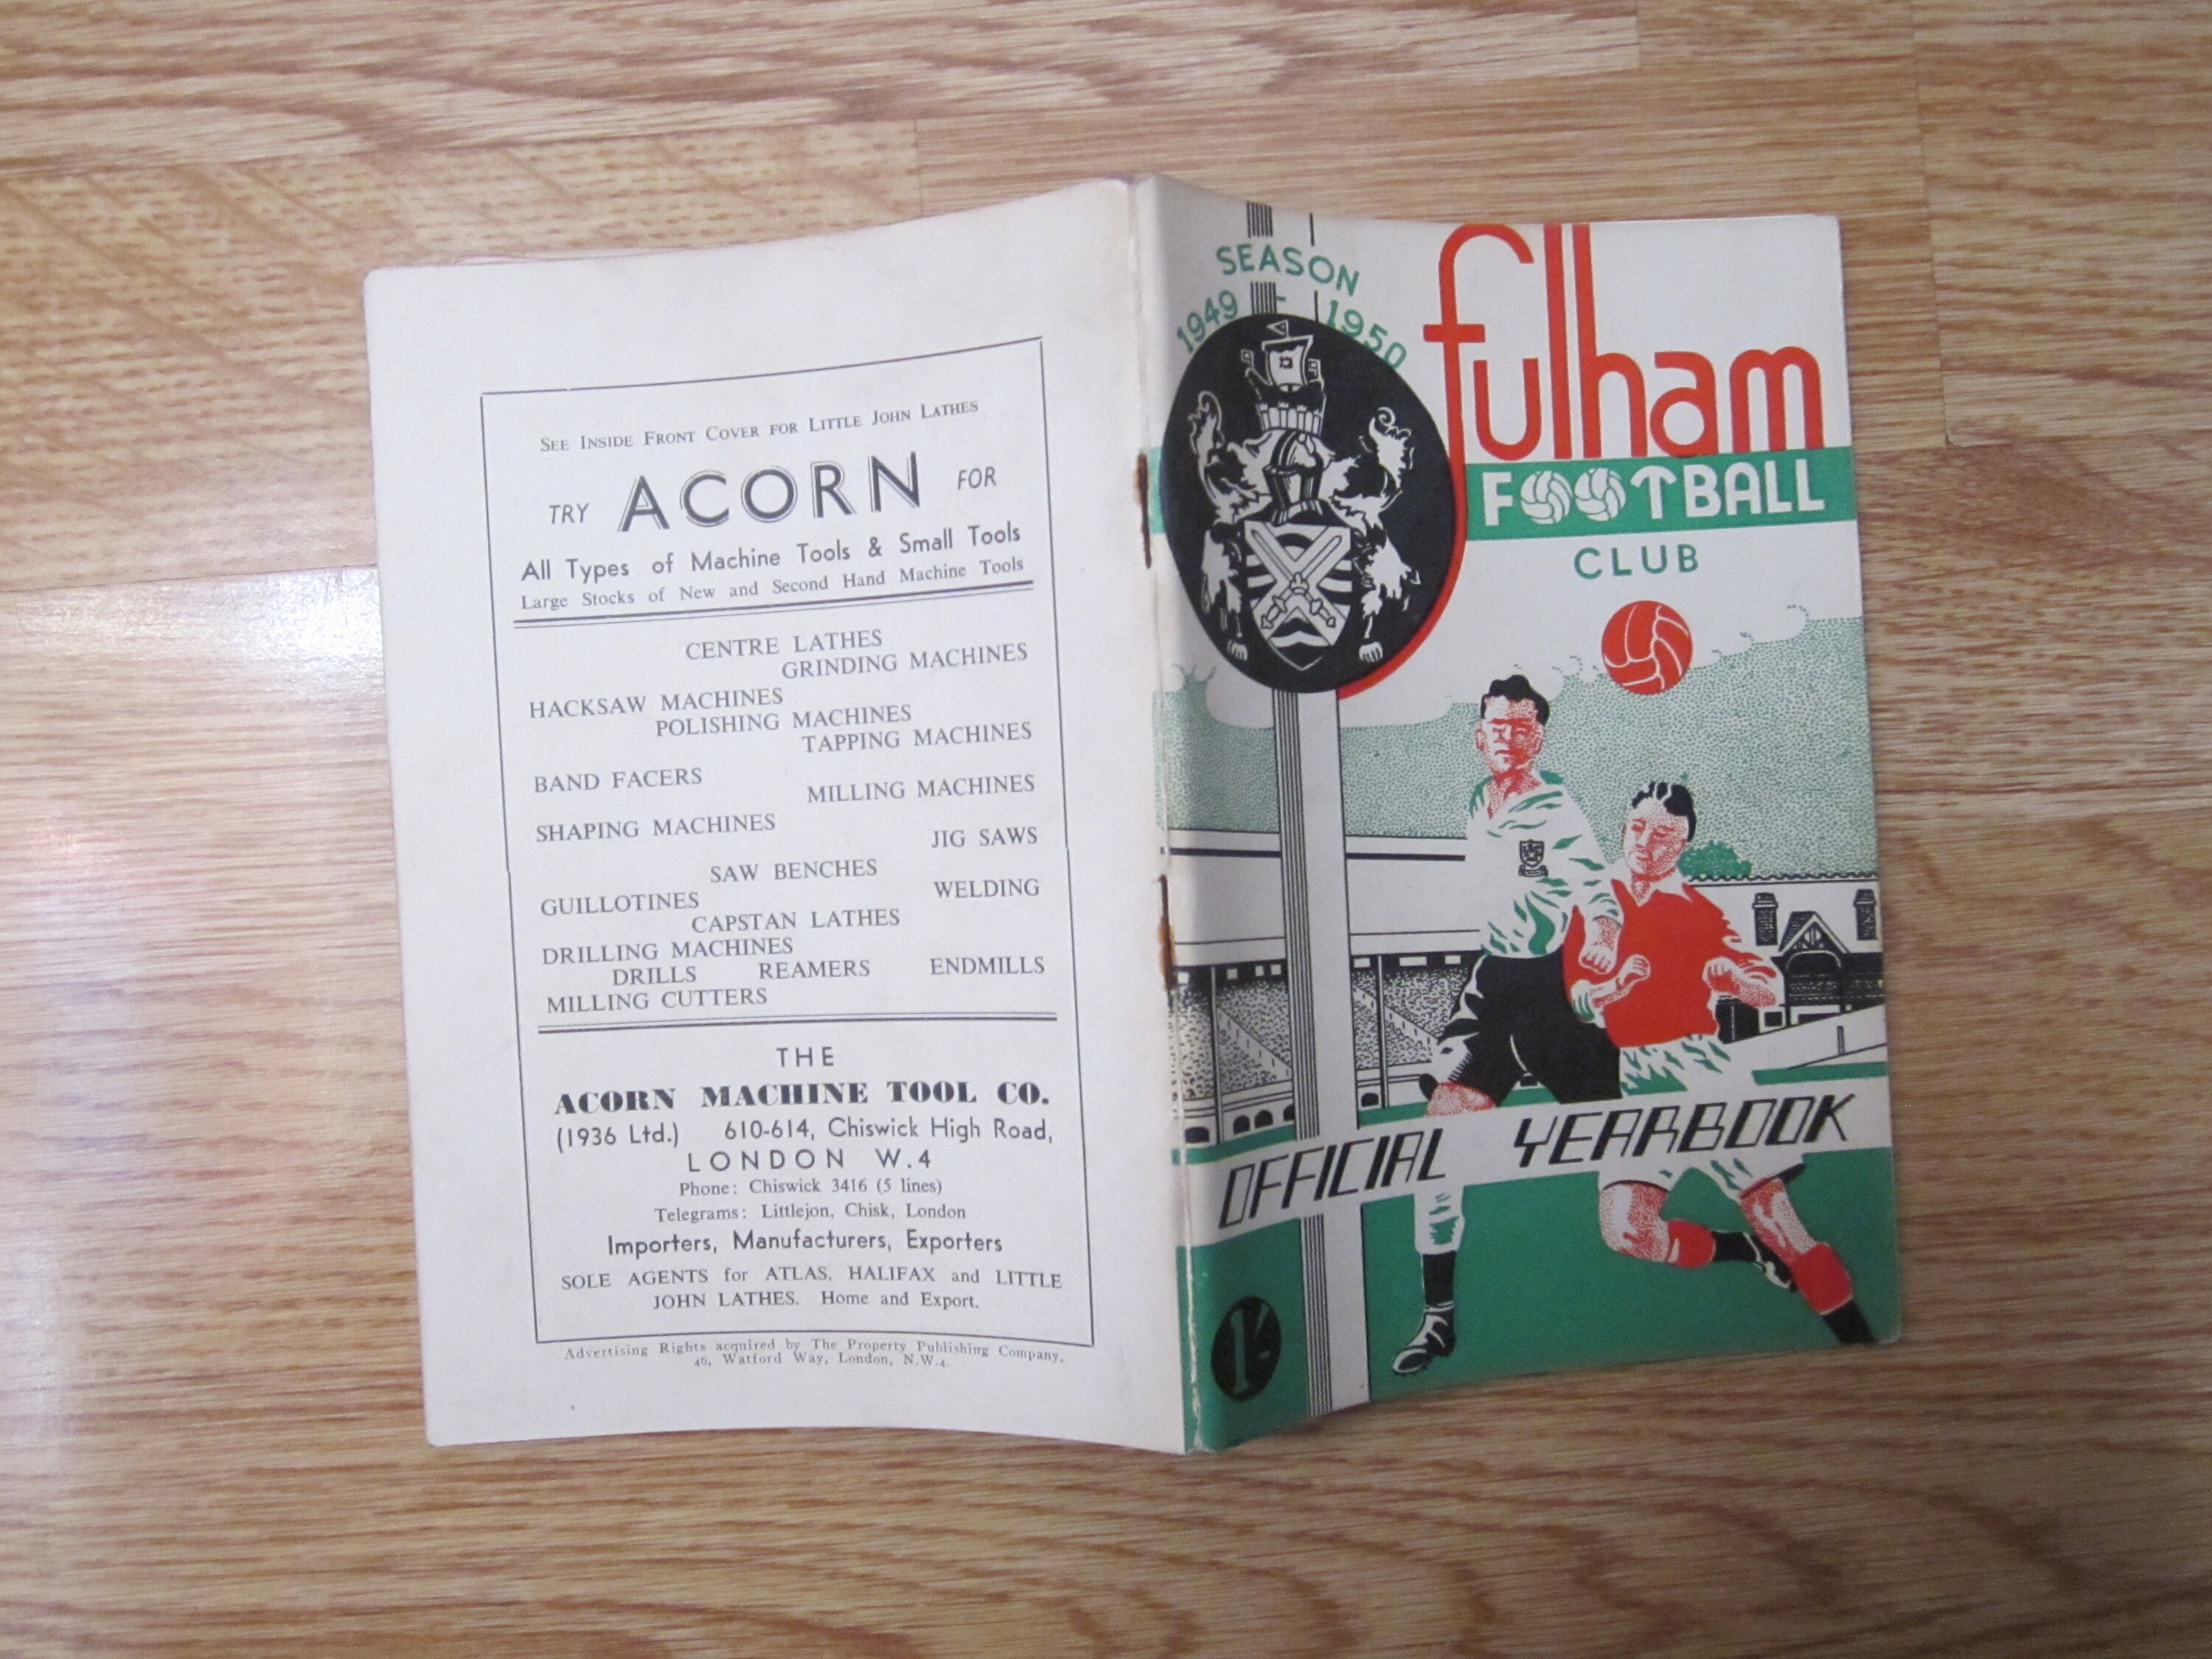 SEE INSIDE FRONT COVER FOR LITTLE JOHN LATHES
TRY ACORN FOR
All Types of Machine Tools & Small Tools
Large Stocks of New and Second Hand Machine Tools
CENTRE LATHES
GRINDING MACHINES
HACKSAW MACHINES
POLISHING MACHINES
TAPPING MACHINES
BAND FACERS
MILLING MACHINES
SHAPING MACHINES
JIG SAWS
SAW BENCHES
WELDING
GUILLOTINES
CAPSTAN LATHES
DRILLING MACHINES
DRILLS REAMERS ENDMILLS
MILLING CUTTERS
THE
ACORN MACHINE TOOL CO.
(1936 Ltd.) 610-614, Chiswick High Road,
LONDON W.4
Phone: Chiswick 3416 (5 lines)
Telegrams: Littlejon, Chisk, London
Importers, Manufacturers, Exporters
SOLE AGENTS for ATLAS, HALIFAX and LITTLE
JOHN LATHES. Home and Export.
Advertising Rights acquired by The Property Publishing Company,
46, Watford Way, London, N.W.4.
SEASON
1949 - 1950
fulham
FOOTBALL
CLUB
OFFICIAL YEARBOOK
1/-